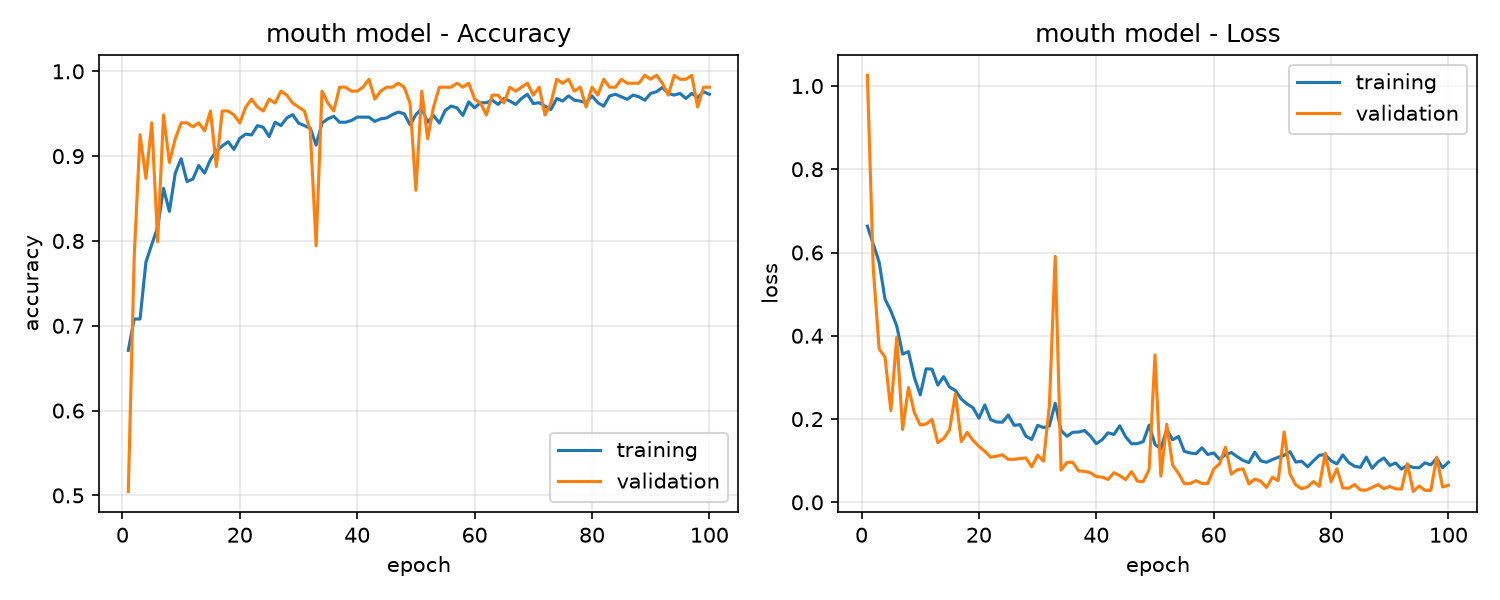 mouth model - Accuracy
accuracy
1.0
0.9
0.8
0.7
0.6
0.5
0
20
40
60
80
100
epoch
training
validation
mouth model - Loss
loss
1.0
0.8
0.6
0.4
0.2
0.0
0
20
40
60
80
100
epoch
training
validation